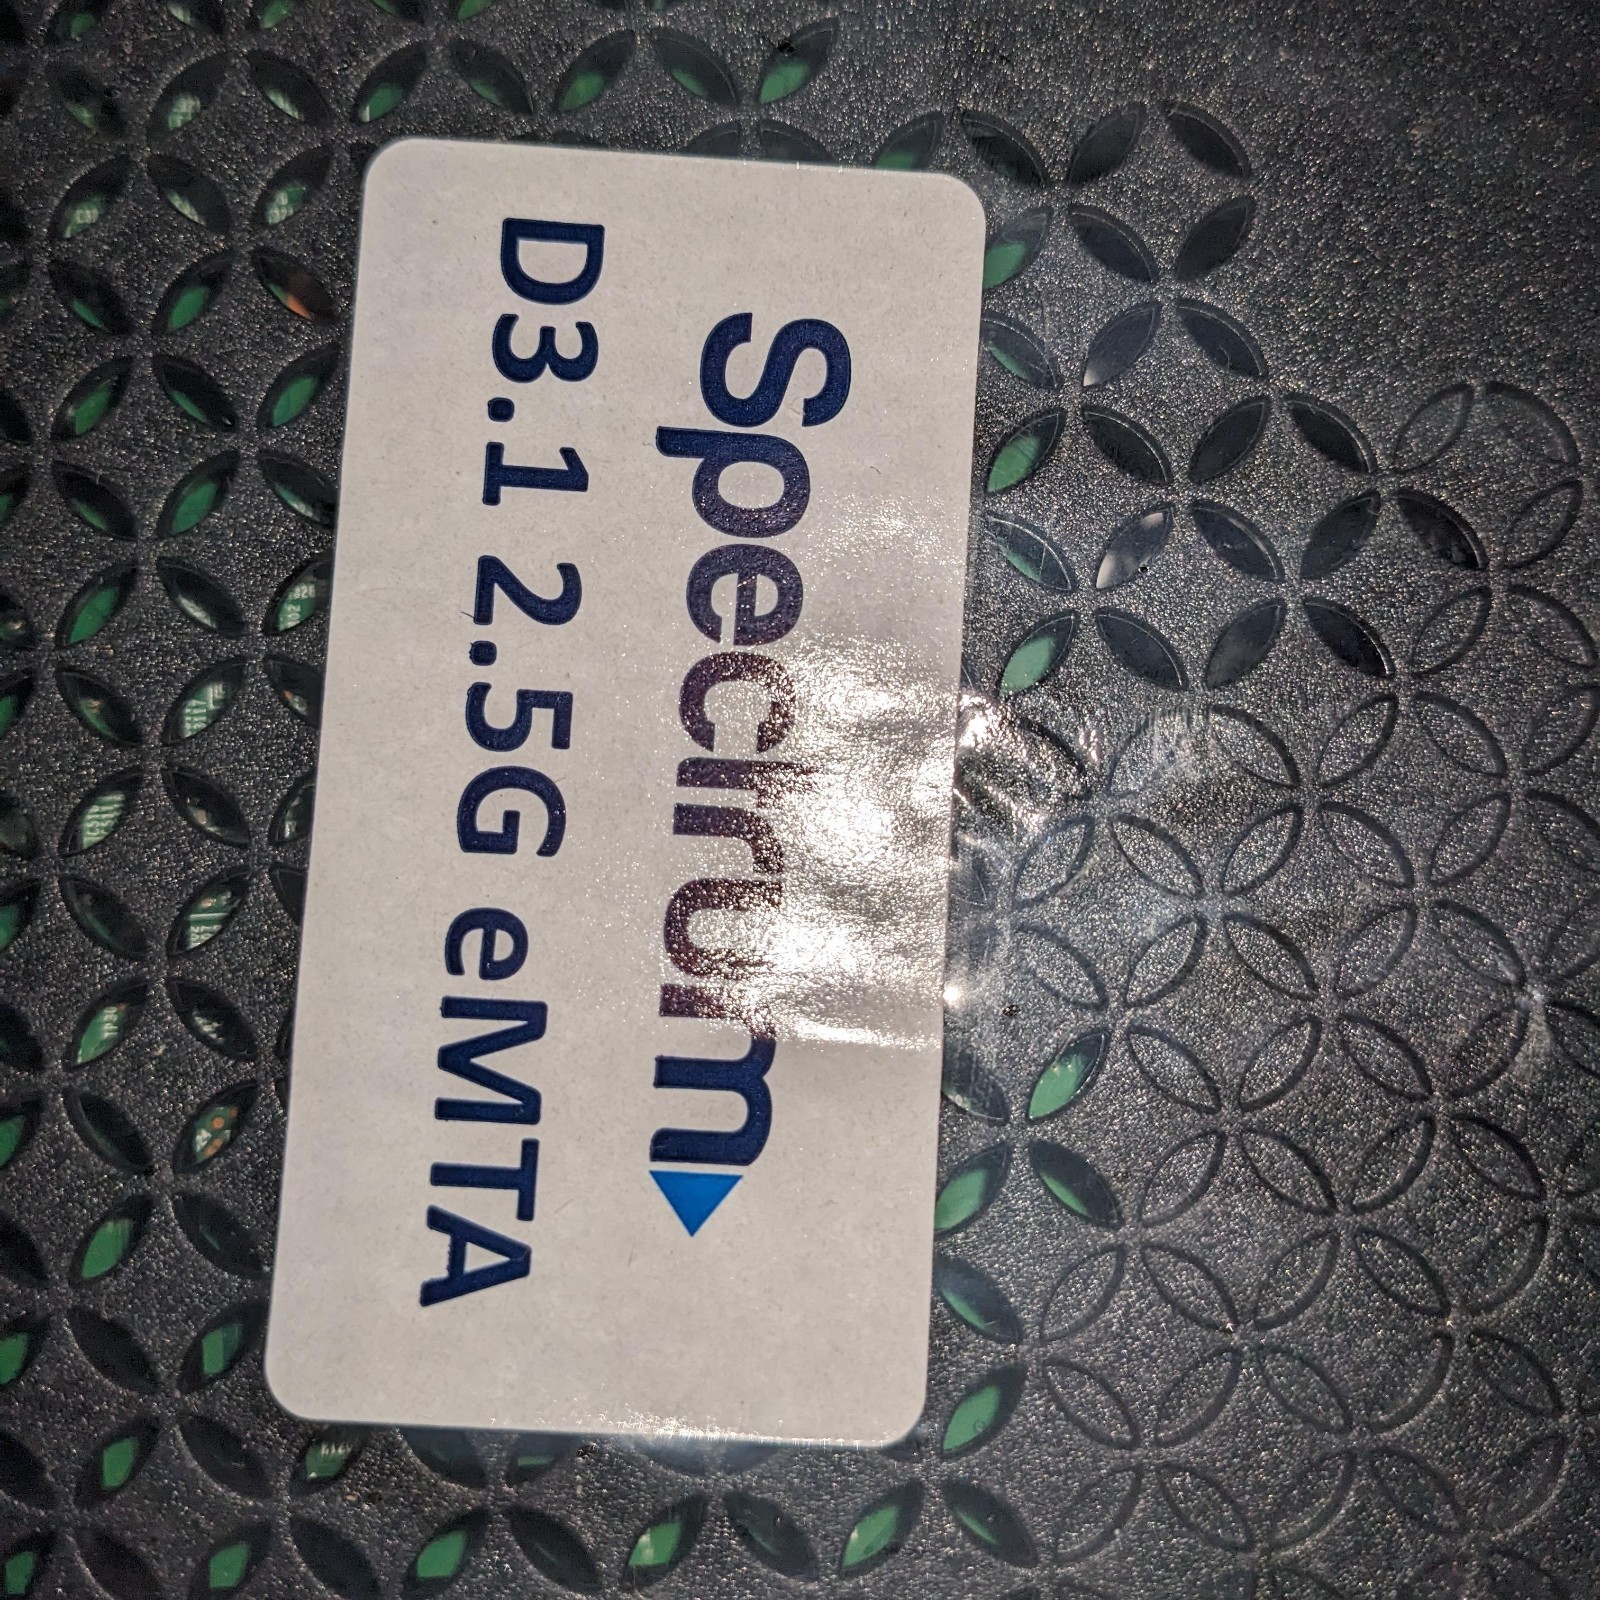 Spectrum
D3.1 2.5G eMTA